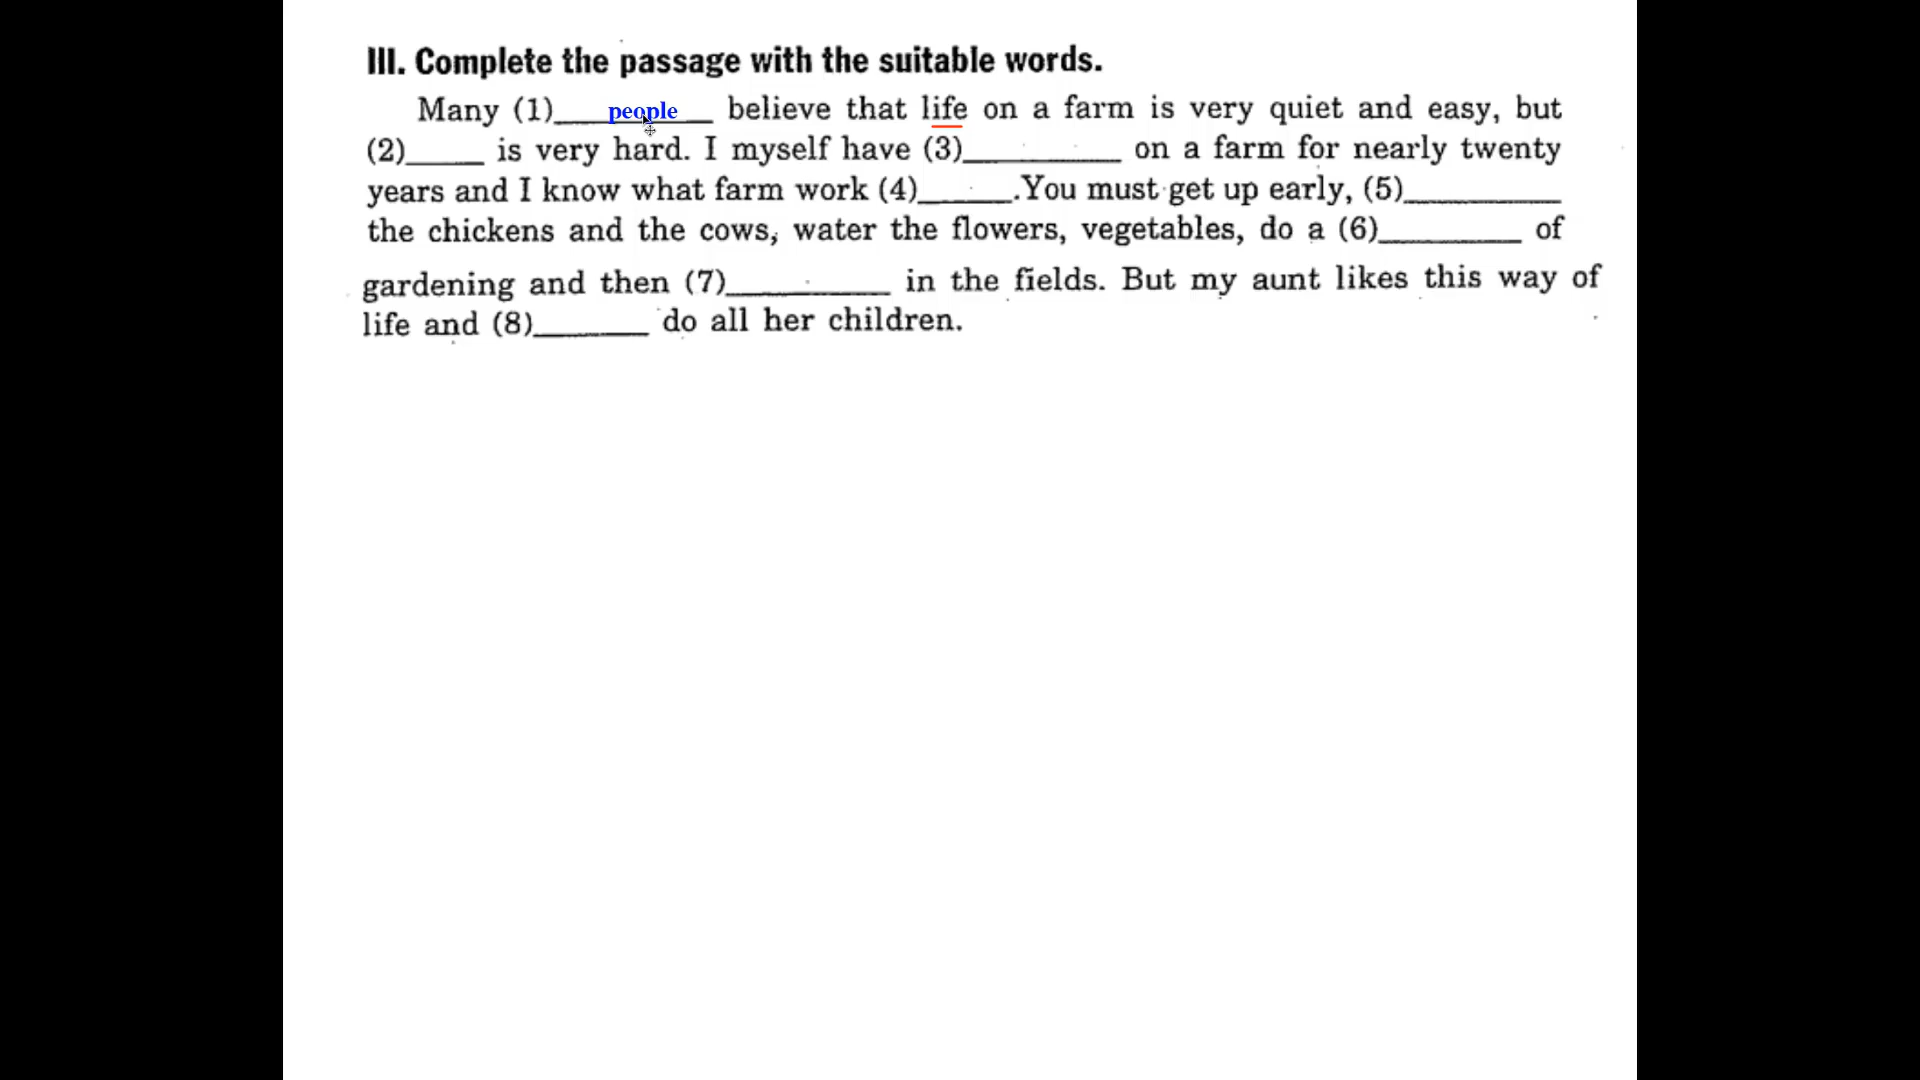 III. Complete the passage with the suitable words.
Many (1)____people____ believe that life on a farm is very quiet and easy, but
(2)_____ is very hard. I myself have (3)__________ on a farm for nearly twenty
years and I know what farm work (4)______.You must get up early, (5)__________
the chickens and the cows, water the flowers, vegetables, do a (6)_________ of
gardening and then (7)__________ in the fields. But my aunt likes this way of
life and (8)_______ do all her children.